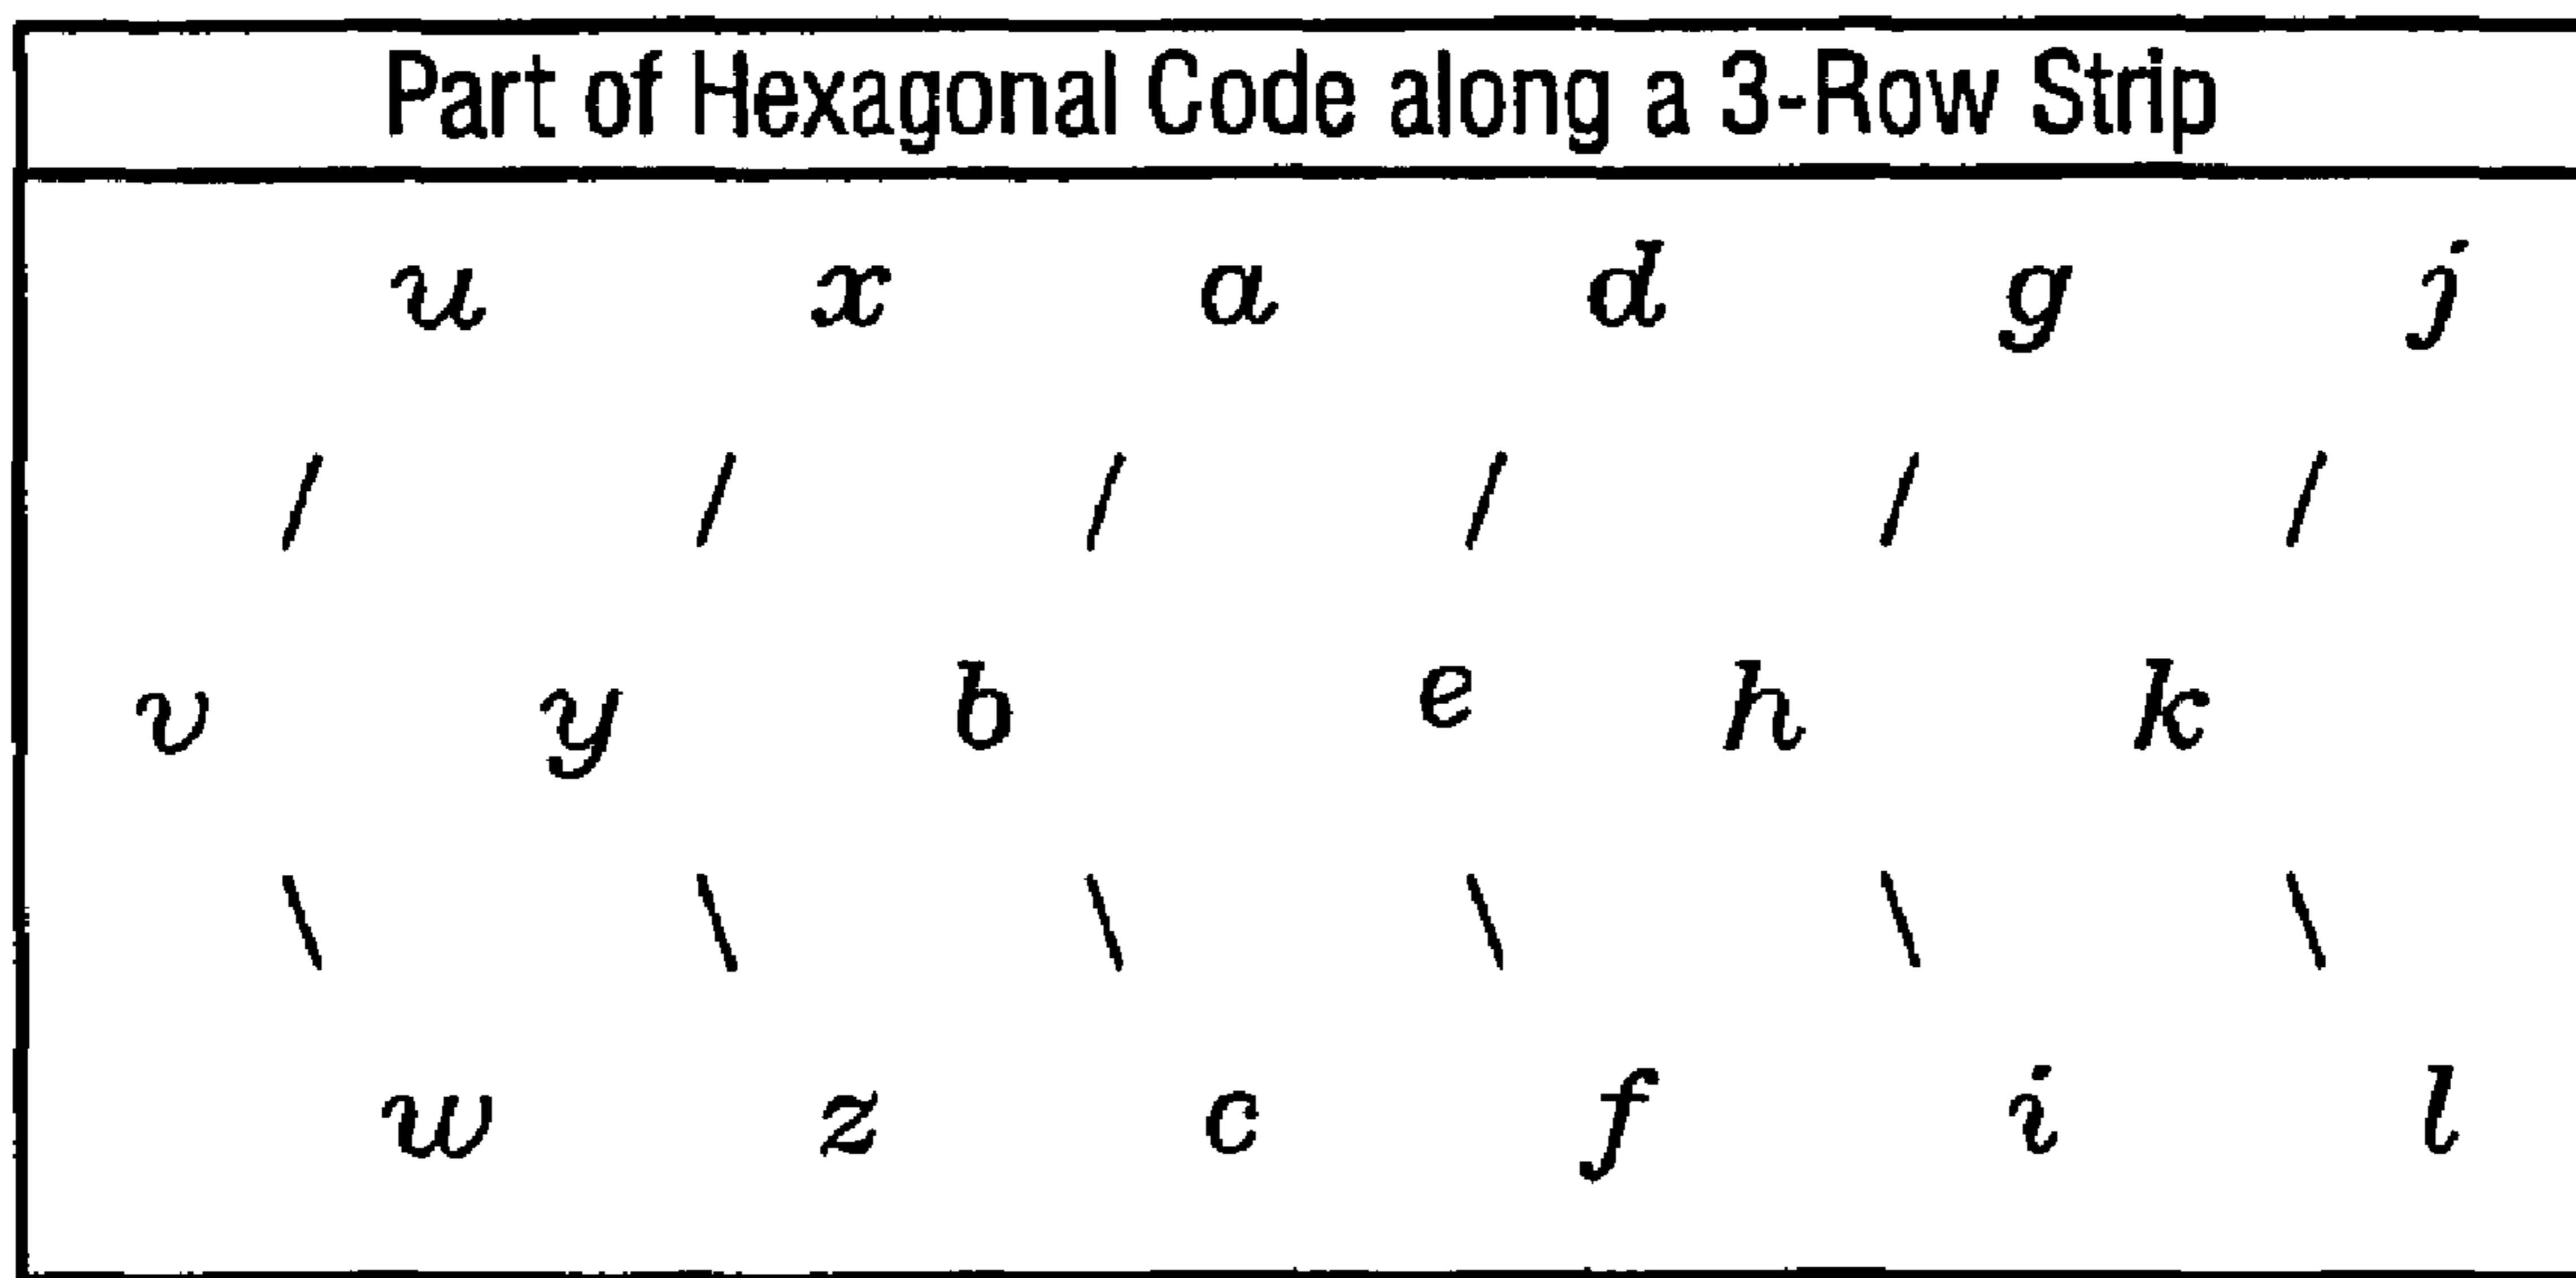 Part of Hexagonal Code along a 3-Row Strip
u x a d g j
/ / / / / /
v y b e h k
\ \ \ \ \ \
w z c f i l